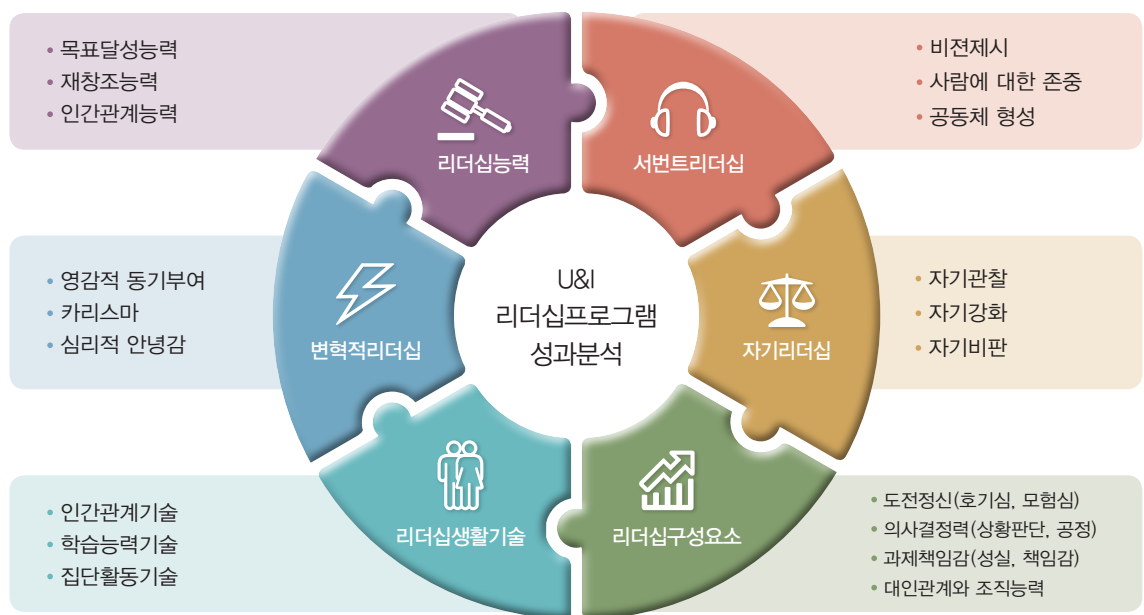 • 목표달성능력
• 재창조능력
• 인간관계능력
리더십능력
서번트리더십
• 비젼제시
• 사람에 대한 존중
• 공동체 형성
• 영감적 동기부여
• 카리스마
• 심리적 안녕감
변혁적리더십
U&I
리더십프로그램
성과분석
자기리더십
• 자기관찰
• 자기강화
• 자기비판
• 인간관계기술
• 학습능력기술
• 집단활동기술
리더십생활기술
리더십구성요소
• 도전정신(호기심, 모험심)
• 의사결정력(상황판단, 공정)
• 과제책임감(성실, 책임감)
• 대인관계와 조직능력